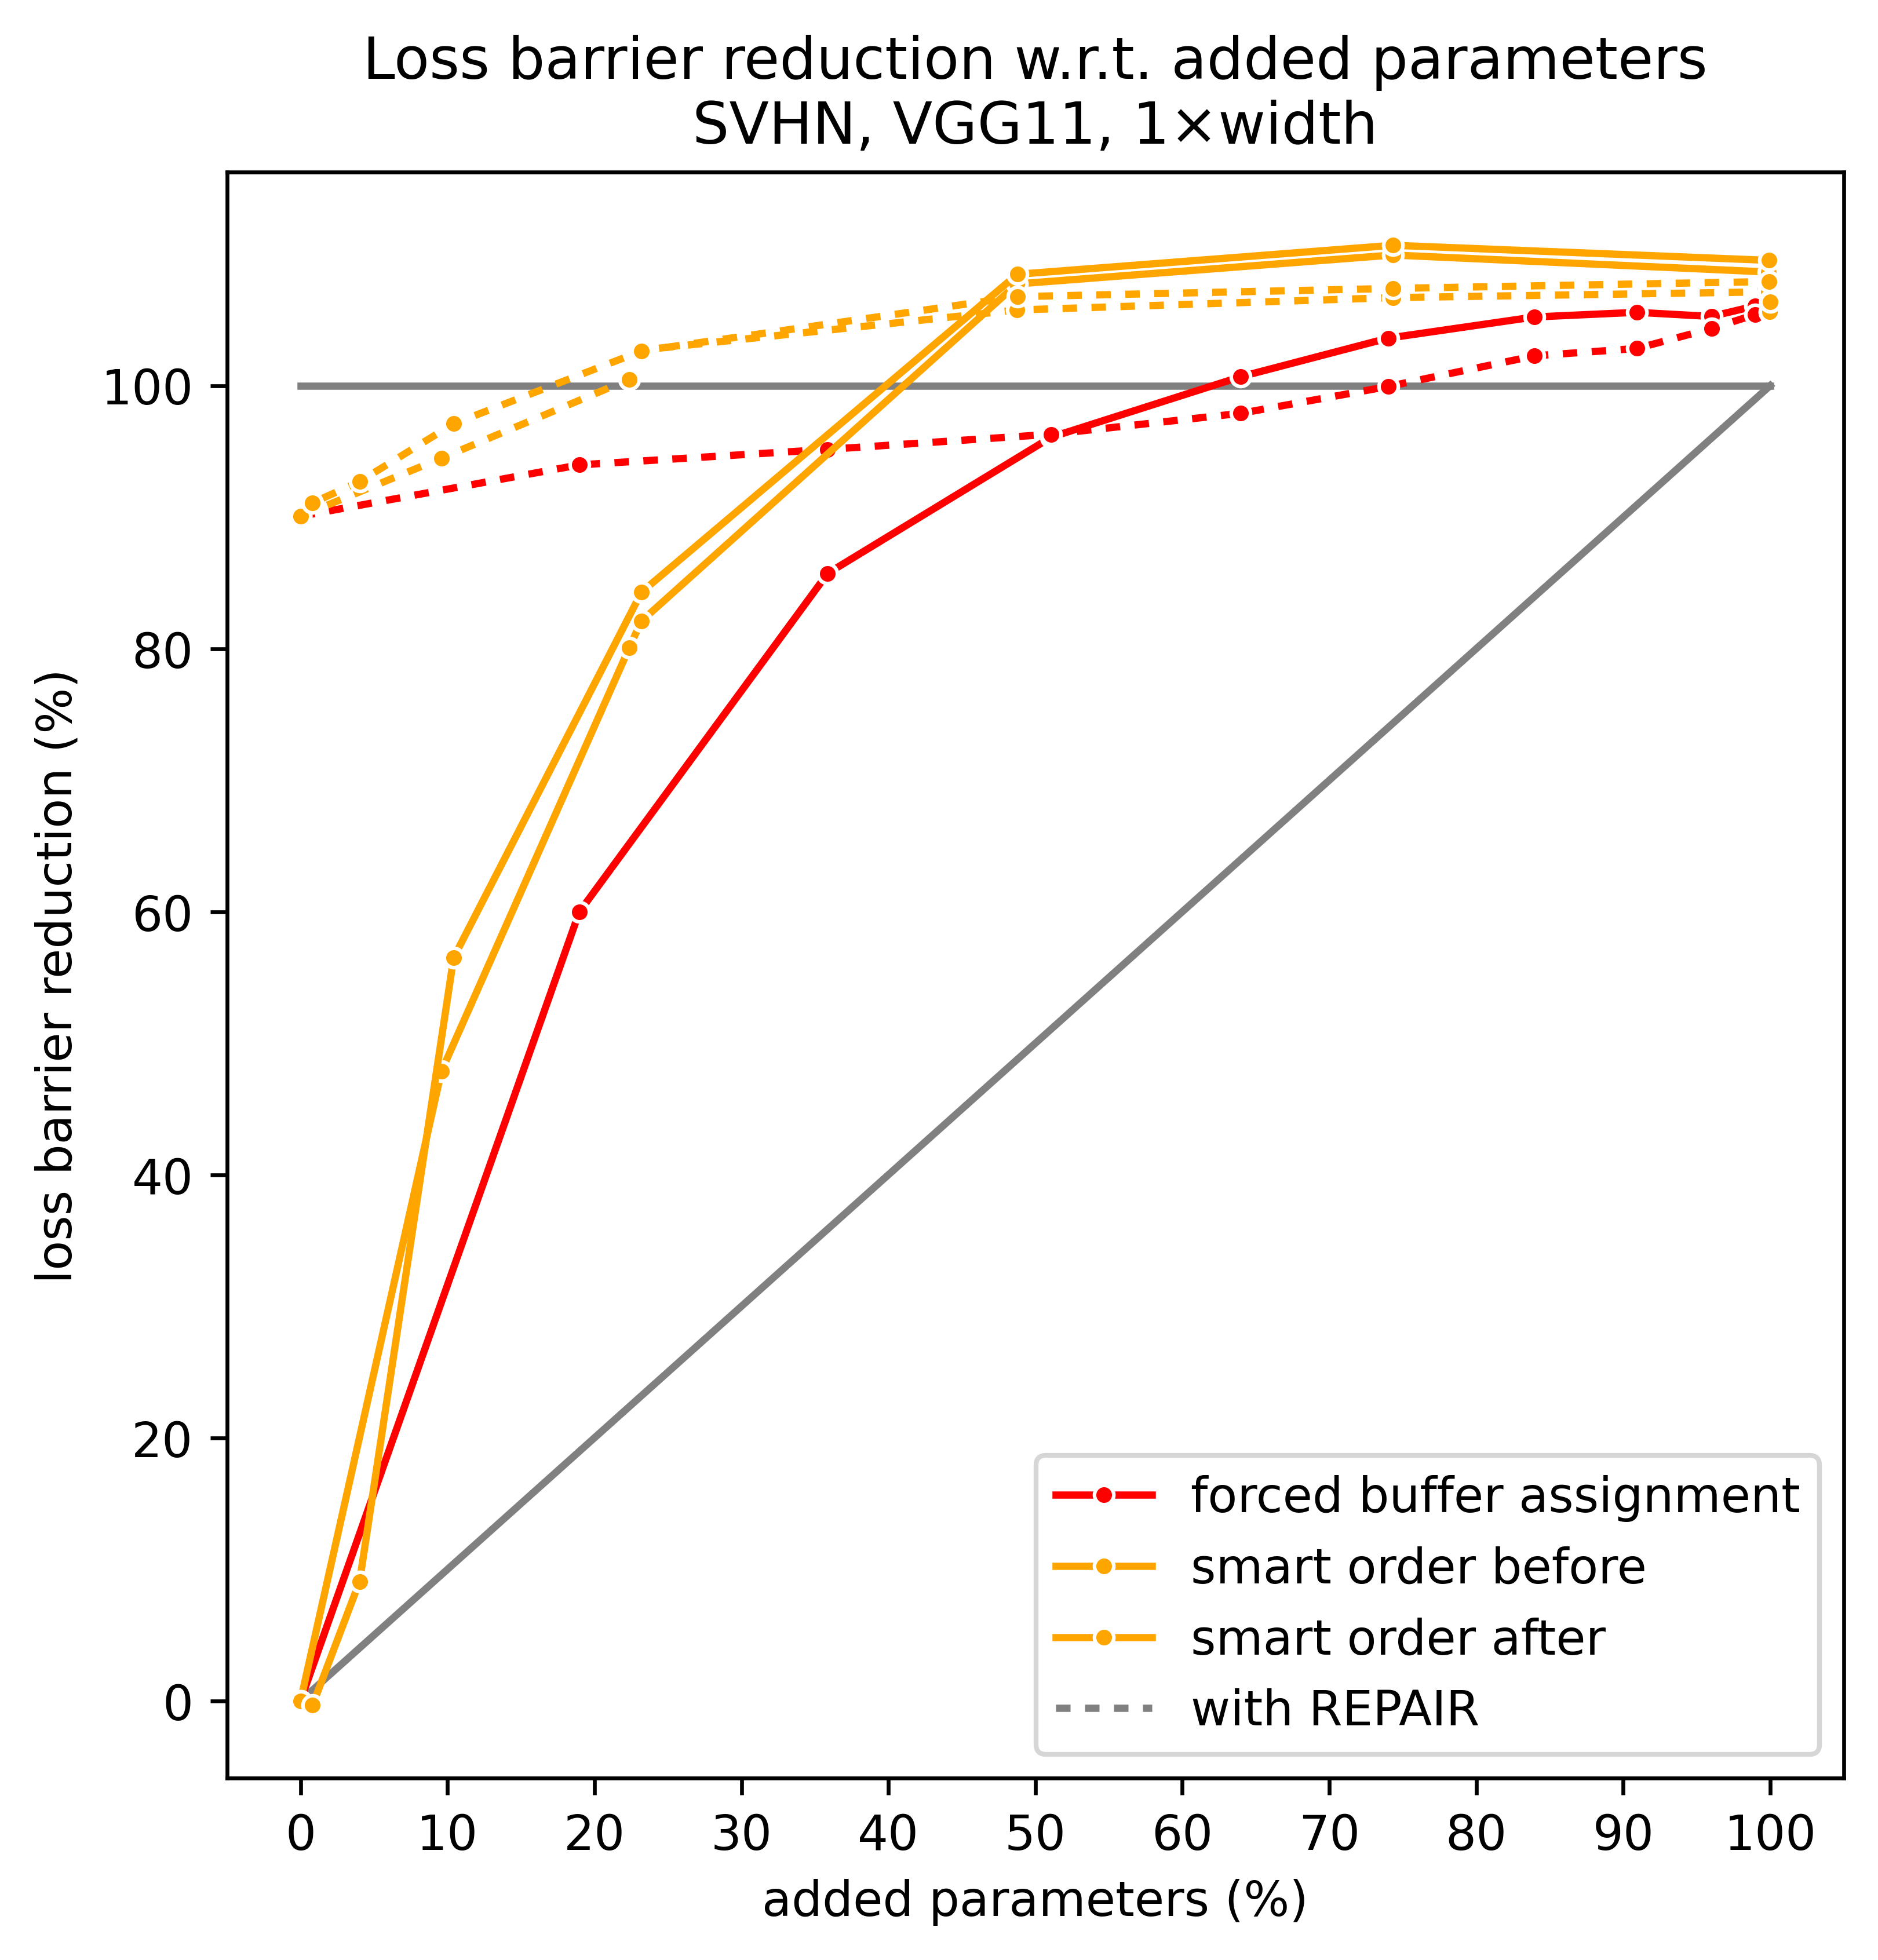 Loss barrier reduction w.r.t. added parameters
SVHN, VGG11, 1×width
loss barrier reduction (%)
100
80
60
40
20
0
forced buffer assignment
smart order before
smart order after
with REPAIR
0 10 20 30 40 50 60 70 80 90 100
added parameters (%)